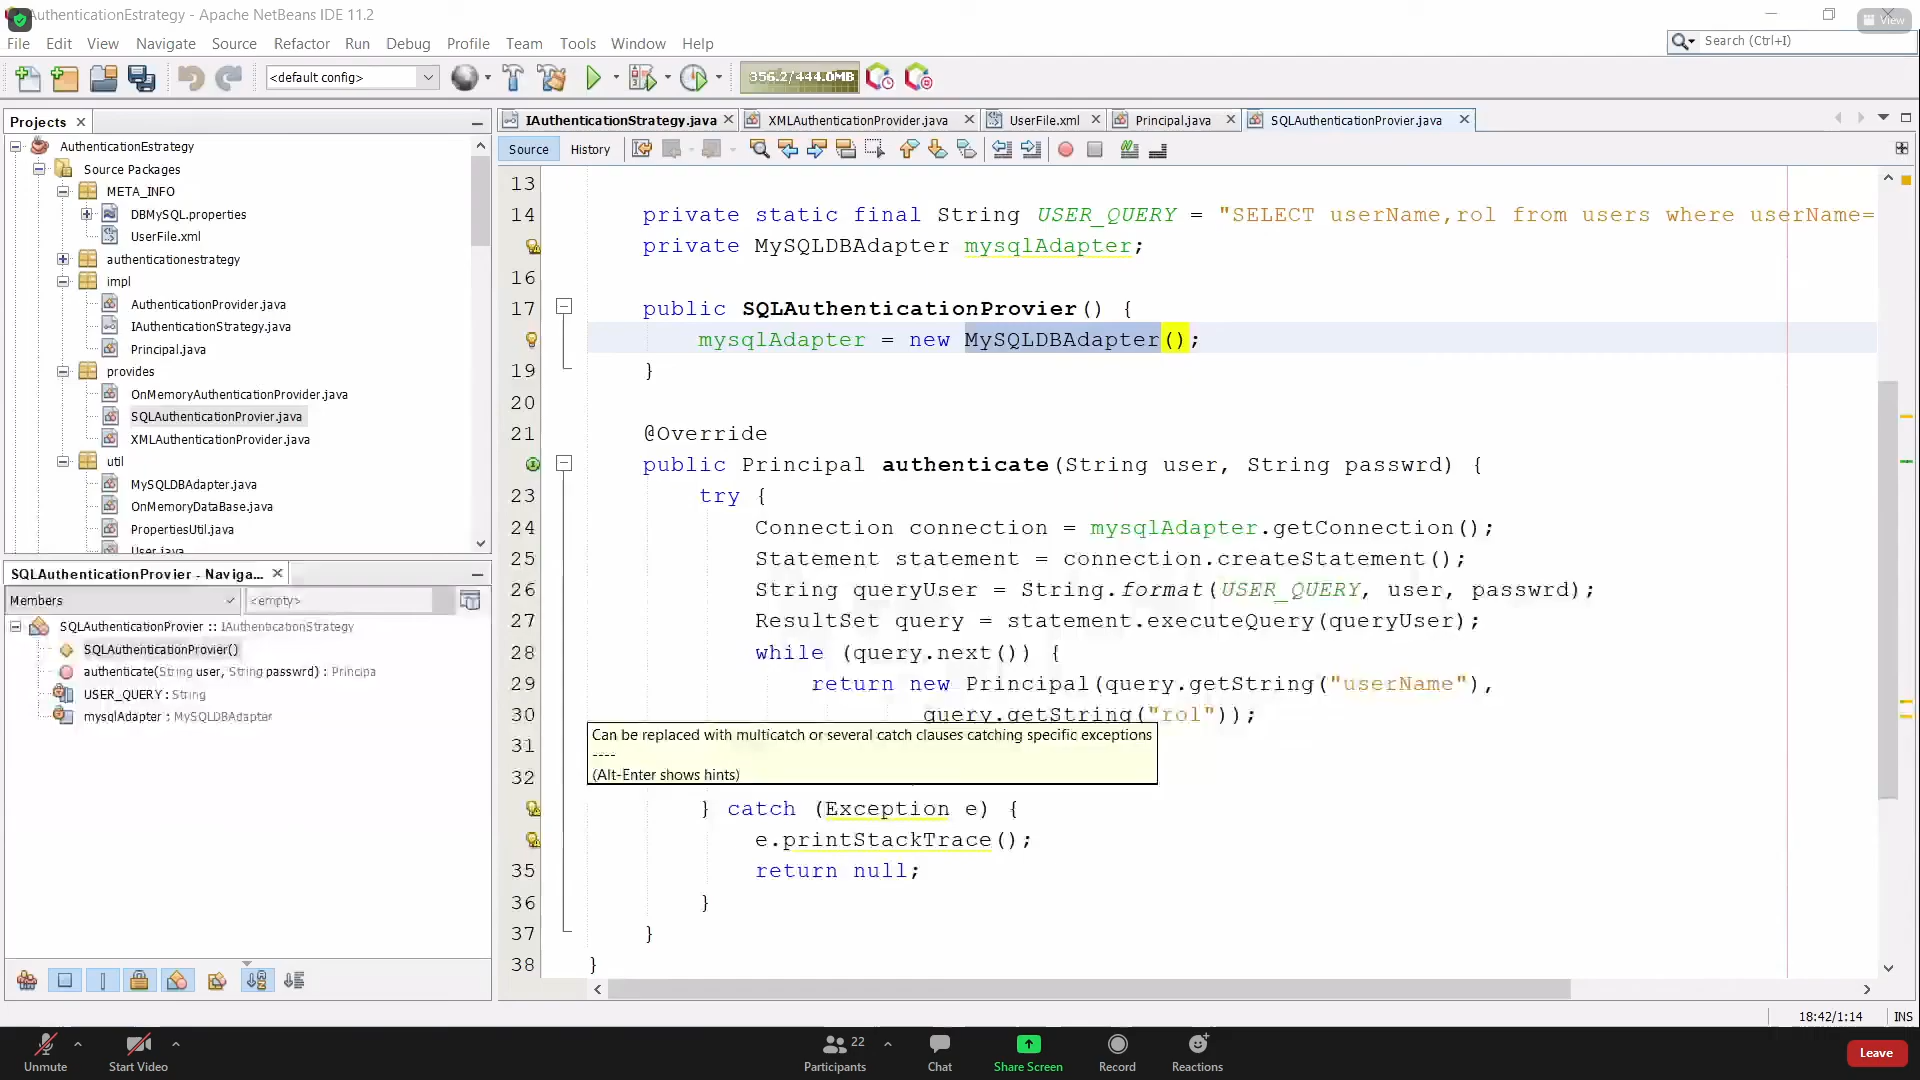 AuthenticationEstrategy - Apache NetBeans IDE 11.2
View
File Edit View Navigate Source Refactor Run Debug Profile Team Tools Window Help
Search (Ctrl+I)
<default config>
356.2/444.0MB
Projects
IAuthenticationStrategy.java XMLAuthenticationProvider.java UserFile.xml Principal.java SQLAuthenticationProvier.java
Source History
AuthenticationEstrategy
Source Packages
META_INFO
DBMySQL.properties
UserFile.xml
authenticationestrategy
impl
AuthenticationProvider.java
IAuthenticationStrategy.java
Principal.java
provides
OnMemoryAuthenticationProvider.java
SQLAuthenticationProvier.java
XMLAuthenticationProvider.java
util
MySQLDBAdapter.java
OnMemoryDataBase.java
PropertiesUtil.java
User.java
SQLAuthenticationProvier - Naviga...
Members <empty>
SQLAuthenticationProvier :: IAuthenticationStrategy
SQLAuthenticationProvier()
authenticate(String user, String passwrd) : Principa
USER_QUERY : String
mysqlAdapter : MySQLDBAdapter
13
14 private static final String USER_QUERY = "SELECT userName,rol from users where userName=
private MySQLDBAdapter mysqlAdapter;
16
17 public SQLAuthenticationProvier() {
mysqlAdapter = new MySQLDBAdapter();
19 }
20
21 @Override
public Principal authenticate(String user, String passwrd) {
23 try {
24 Connection connection = mysqlAdapter.getConnection();
25 Statement statement = connection.createStatement();
26 String queryUser = String.format(USER_QUERY, user, passwrd);
27 ResultSet query = statement.executeQuery(queryUser);
28 while (query.next()) {
29 return new Principal(query.getString("userName"),
30 query.getString("rol"));
31
Can be replaced with multicatch or several catch clauses catching specific exceptions
----
(Alt-Enter shows hints)
32
} catch (Exception e) {
e.printStackTrace();
35 return null;
36 }
37 }
38 }
18:42/1:14 INS
Unmute Start Video Participants 22 Chat Share Screen Record Reactions Leave